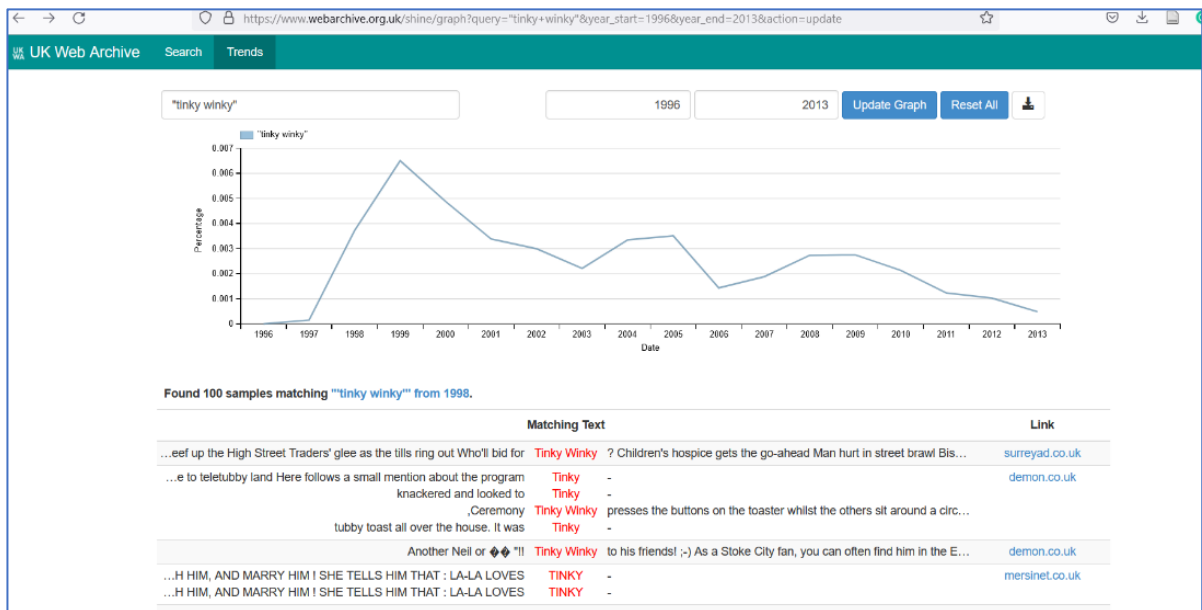 https://www.webarchive.org.uk/shine/graph?query="tinky+winky"&year_start=1996&year_end=2013&action=update
UK WA UK Web Archive Search Trends
"tinky winky" 1996 2013 Update Graph Reset All
"tinky winky"
0.007
0.006
0.005
0.004
0.003
0.002
0.001
0
Percentage
1996 1997 1998 1999 2000 2001 2002 2003 2004 2005 2006 2007 2008 2009 2010 2011 2012 2013
Date
Found 100 samples matching ""tinky winky"" from 1998.
Matching Text Link
...eef up the High Street Traders' glee as the tills ring out Who'll bid for Tinky Winky ? Children's hospice gets the go-ahead Man hurt in street brawl Bis... surreyad.co.uk
...e to teletubby land Here follows a small mention about the program Tinky - demon.co.uk
knackered and looked to Tinky -
,Ceremony Tinky Winky presses the buttons on the toaster whilst the others sit around a circ...
tubby toast all over the house. It was Tinky -
Another Neil or �� "!! Tinky Winky to his friends! ;-) As a Stoke City fan, you can often find him in the E... demon.co.uk
...H HIM, AND MARRY HIM ! SHE TELLS HIM THAT : LA-LA LOVES TINKY - mersinet.co.uk
...H HIM, AND MARRY HIM ! SHE TELLS HIM THAT : LA-LA LOVES TINKY -